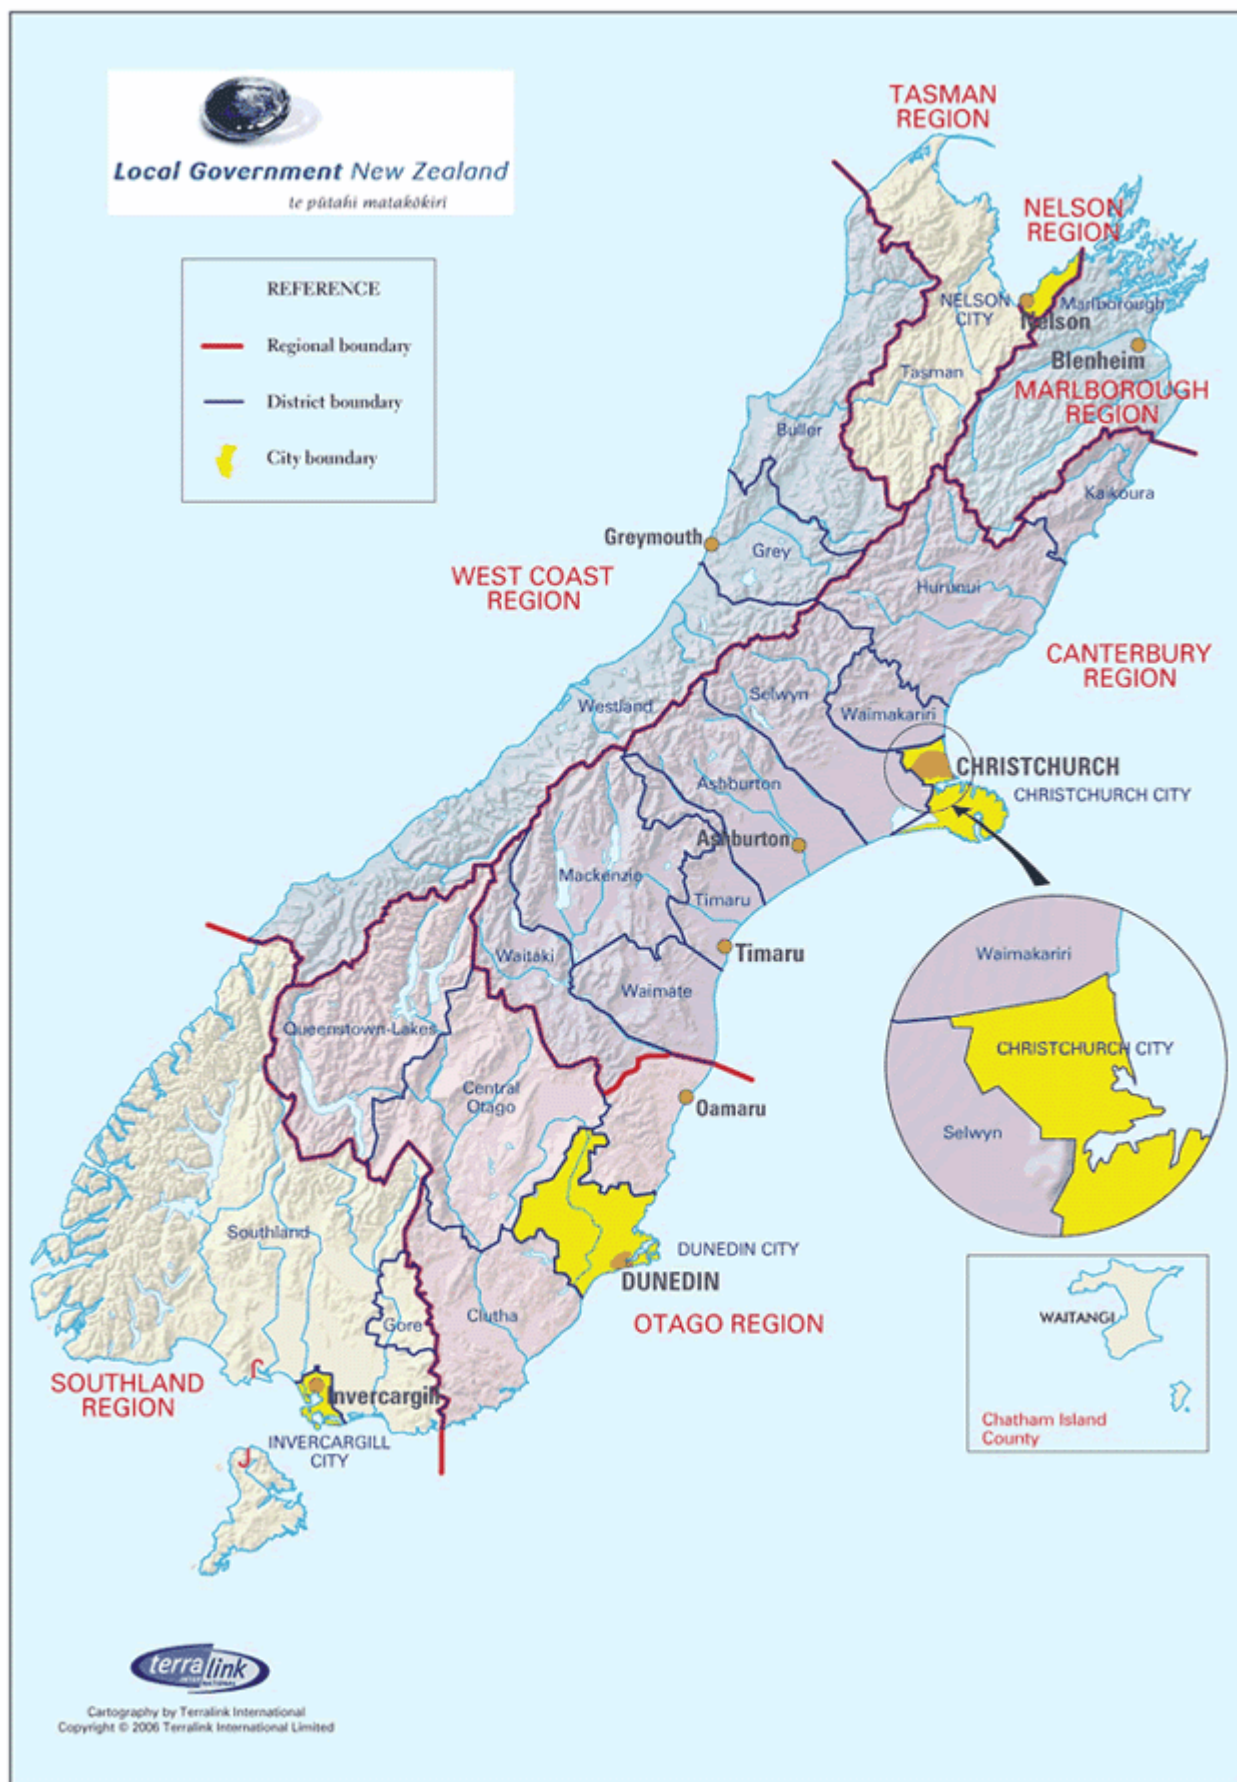 Local Government New Zealand
te pūtahi matakōkiri
REFERENCE
Regional boundary
District boundary
City boundary
TASMAN
REGION
NELSON
REGION
NELSON
CITY
Nelson
Marlborough
Blenheim
MARLBOROUGH
REGION
Tasman
Buller
Kaikoura
Greymouth
Grey
WEST COAST
REGION
Hurunui
CANTERBURY
REGION
Selwyn
Westland
Waimakariri
CHRISTCHURCH
CHRISTCHURCH CITY
Ashburton
Ashburton
Mackenzie
Timaru
Timaru
Waitaki
Waimate
Waimakariri
CHRISTCHURCH CITY
Selwyn
Queenstown-Lakes
Central
Otago
Oamaru
Southland
DUNEDIN CITY
DUNEDIN
OTAGO REGION
Gore
Clutha
WAITANGI
Chatham Island
County
SOUTHLAND
REGION
Invercargill
INVERCARGILL
CITY
terralink
INTERNATIONAL
Cartography by Terralink International
Copyright © 2006 Terralink International Limited